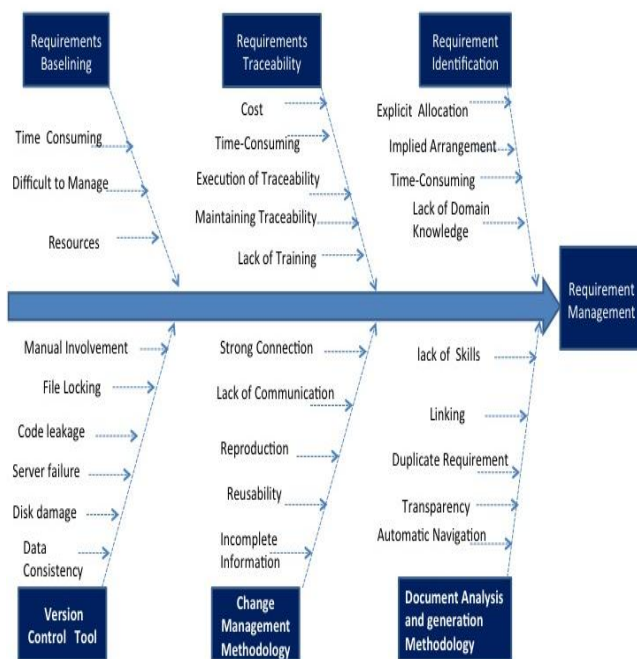 Requirements
Baselining
Requirements
Traceability
Requirement
Identification
Time Consuming
Difficult to Manage
Resources
Cost
Time-Consuming
Execution of Traceability
Maintaining Traceability
Lack of Training
Explicit Allocation
Implied Arrangement
Time-Consuming
Lack of Domain
Knowledge
Requirement
Management
Manual Involvement
File Locking
Code leakage
Server failure
Disk damage
Data
Consistency
Strong Connection
Lack of Communication
Reproduction
Reusability
Incomplete
Information
lack of Skills
Linking
Duplicate Requirement
Transparency
Automatic Navigation
Version
Control Tool
Change
Management
Methodology
Document Analysis
and generation
Methodology